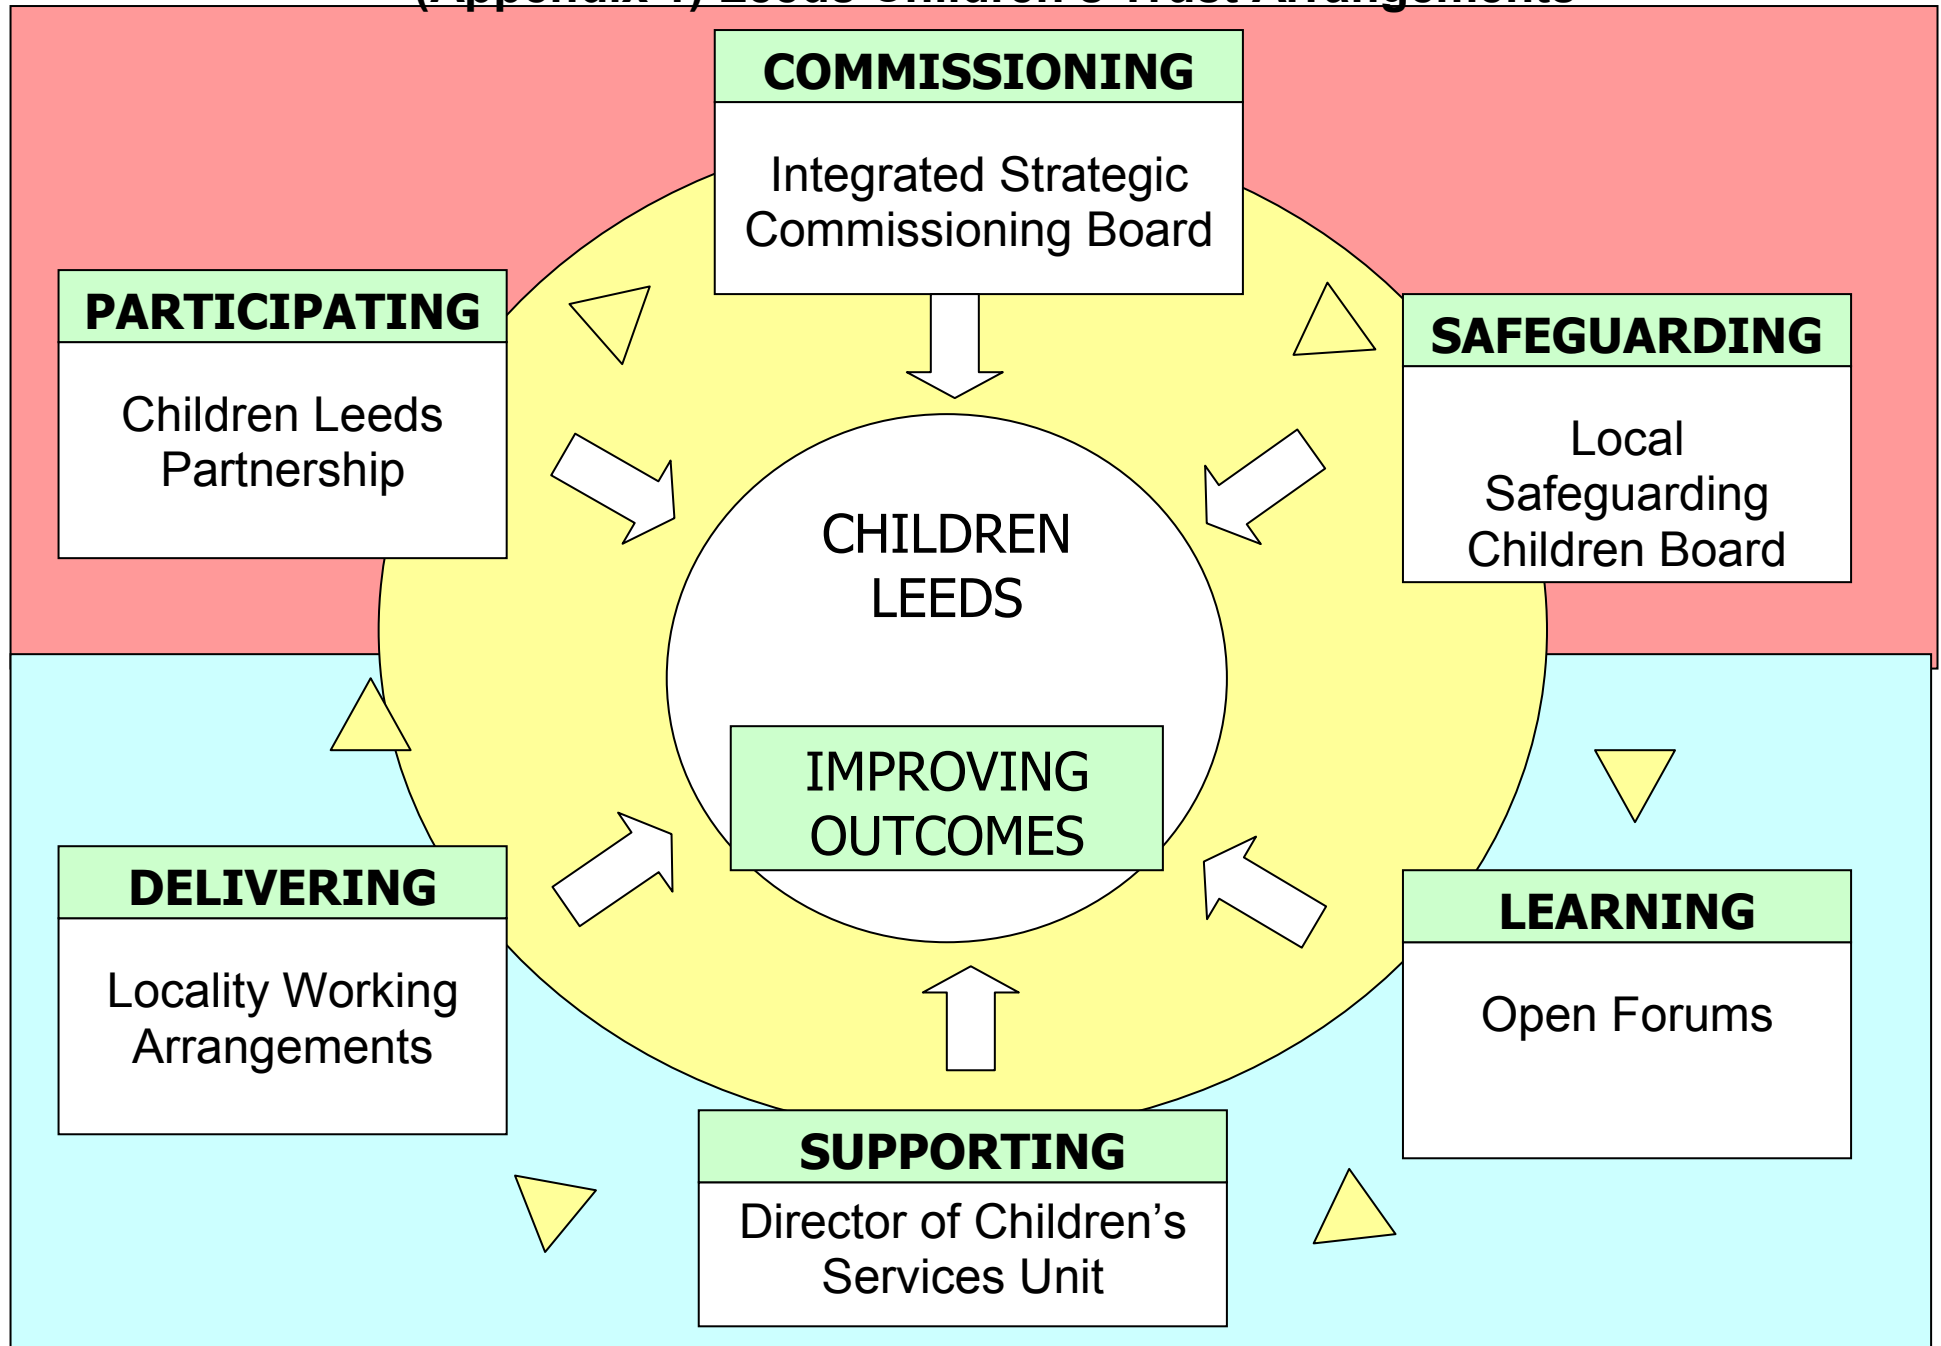 COMMISSIONING
Integrated Strategic
Commissioning Board
PARTICIPATING
Children Leeds
Partnership
SAFEGUARDING
Local
Safeguarding
Children Board
CHILDREN
LEEDS
IMPROVING
OUTCOMES
DELIVERING
Locality Working
Arrangements
LEARNING
Open Forums
SUPPORTING
Director of Children’s
Services Unit